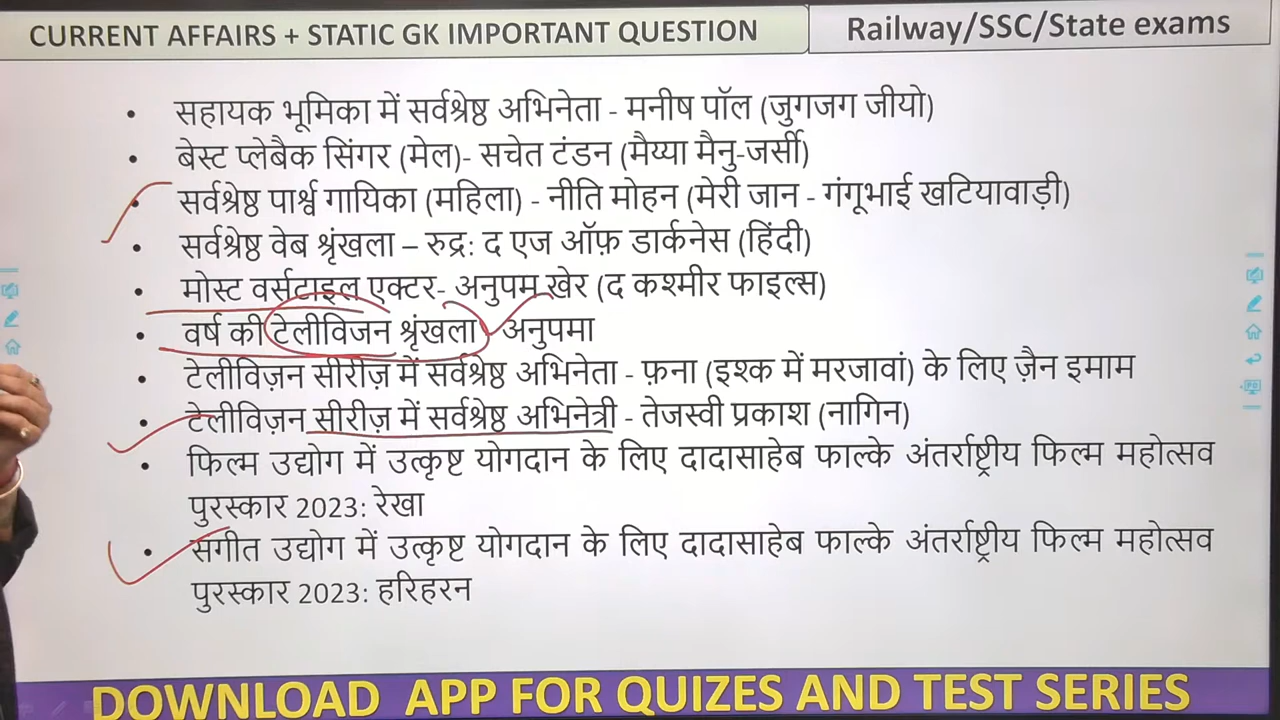 CURRENT AFFAIRS + STATIC GK IMPORTANT QUESTION
Railway/SSC/State exams
• सहायक भूमिका में सर्वश्रेष्ठ अभिनेता - मनीष पॉल (जुगजग जीयो)
• बेस्ट प्लेबैक सिंगर (मेल)- सचेत टंडन (मैय्या मैनु-जर्सी)
• सर्वश्रेष्ठ पार्श्व गायिका (महिला) - नीति मोहन (मेरी जान - गंगूभाई खटियावाड़ी)
• सर्वश्रेष्ठ वेब श्रृंखला – रुद्र: द एज ऑफ़ डार्कनेस (हिंदी)
• मोस्ट वर्सटाइल एक्टर- अनुपम खेर (द कश्मीर फाइल्स)
• वर्ष की टेलीविजन श्रृंखला - अनुपमा
• टेलीविज़न सीरीज़ में सर्वश्रेष्ठ अभिनेता - फ़ना (इश्क में मरजावां) के लिए ज़ैन इमाम
• टेलीविज़न सीरीज़ में सर्वश्रेष्ठ अभिनेत्री - तेजस्वी प्रकाश (नागिन)
• फिल्म उद्योग में उत्कृष्ट योगदान के लिए दादासाहेब फाल्के अंतर्राष्ट्रीय फिल्म महोत्सव
पुरस्कार 2023: रेखा
• संगीत उद्योग में उत्कृष्ट योगदान के लिए दादासाहेब फाल्के अंतर्राष्ट्रीय फिल्म महोत्सव
पुरस्कार 2023: हरिहरन
DOWNLOAD APP FOR QUIZES AND TEST SERIES